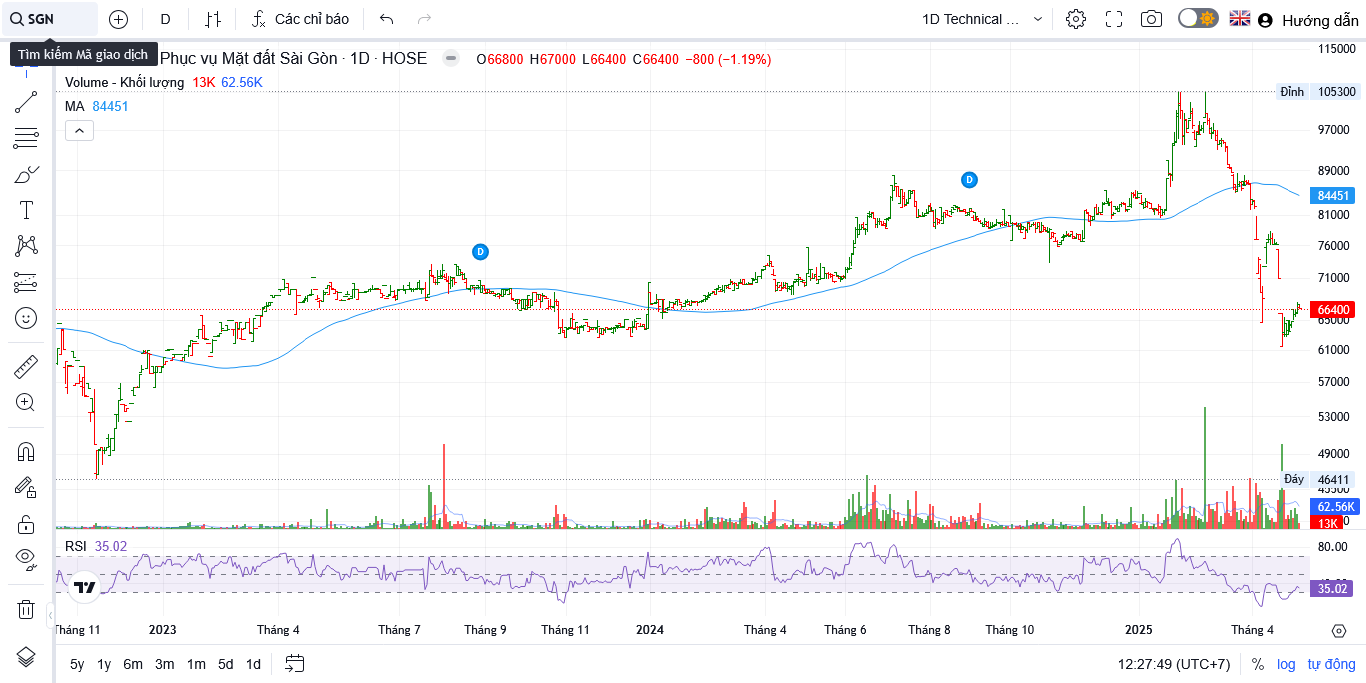 SGN
D
Các chỉ báo
1D Technical ...
Hướng dẫn
Tìm kiếm Mã giao dịch
Phục vụ Mặt đất Sài Gòn · 1D · HOSE
O66800 H67000 L66400 C66400 −800 (−1.19%)
Volume - Khối lượng 13K 62.56K
MA 84451
115000
Đỉnh 105300
97000
89000
84451
81000
76000
71000
66400
65000
61000
57000
53000
49000
Đáy 46411
45500
62.56K
13K
D
D
RSI 35.02
80.00
35.02
Tháng 11 2023 Tháng 4 Tháng 7 Tháng 9 Tháng 11 2024 Tháng 4 Tháng 6 Tháng 8 Tháng 10 2025 Tháng 4
5y 1y 6m 3m 1m 5d 1d
12:27:49 (UTC+7) % log tự động